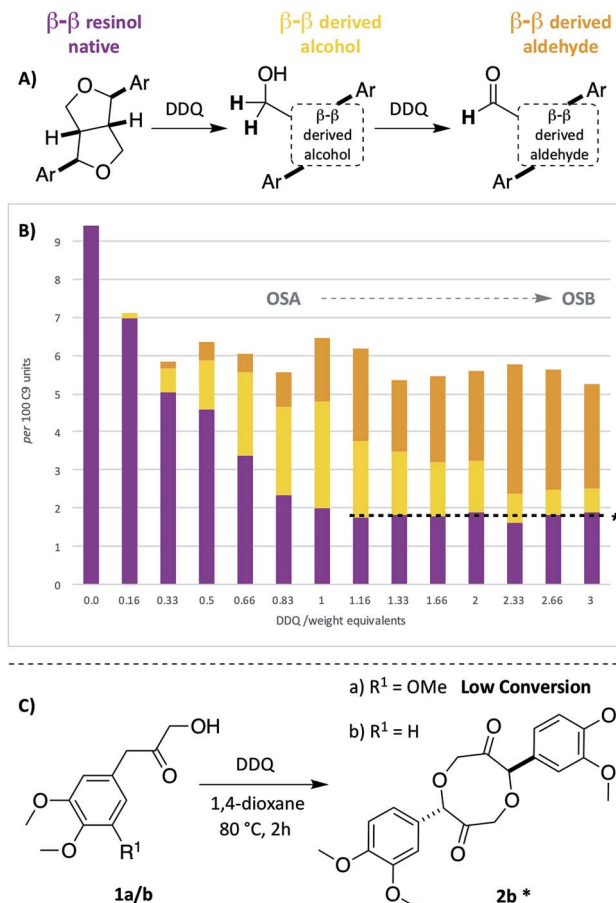 β-β resinol
native
β-β derived
alcohol
β-β derived
aldehyde
A)
O
Ar
H
H
Ar
O
DDQ
OH
H
H
Ar
β-β
derived
alcohol
Ar
DDQ
O
H
Ar
β-β
derived
aldehyde
Ar
B)
per 100 C9 units
9
8
7
6
5
4
3
2
1
0
OSA
OSB
*
0.0 0.16 0.33 0.5 0.66 0.83 1 1.16 1.33 1.66 2 2.33 2.66 3
DDQ /weight equivalents
C)
a) R1 = OMe Low Conversion
b) R1 = H
OH
O
O
O
R1
1a/b
DDQ
1,4-dioxane
80 °C, 2h
O
O
O
O
O
O
O
O
2b *